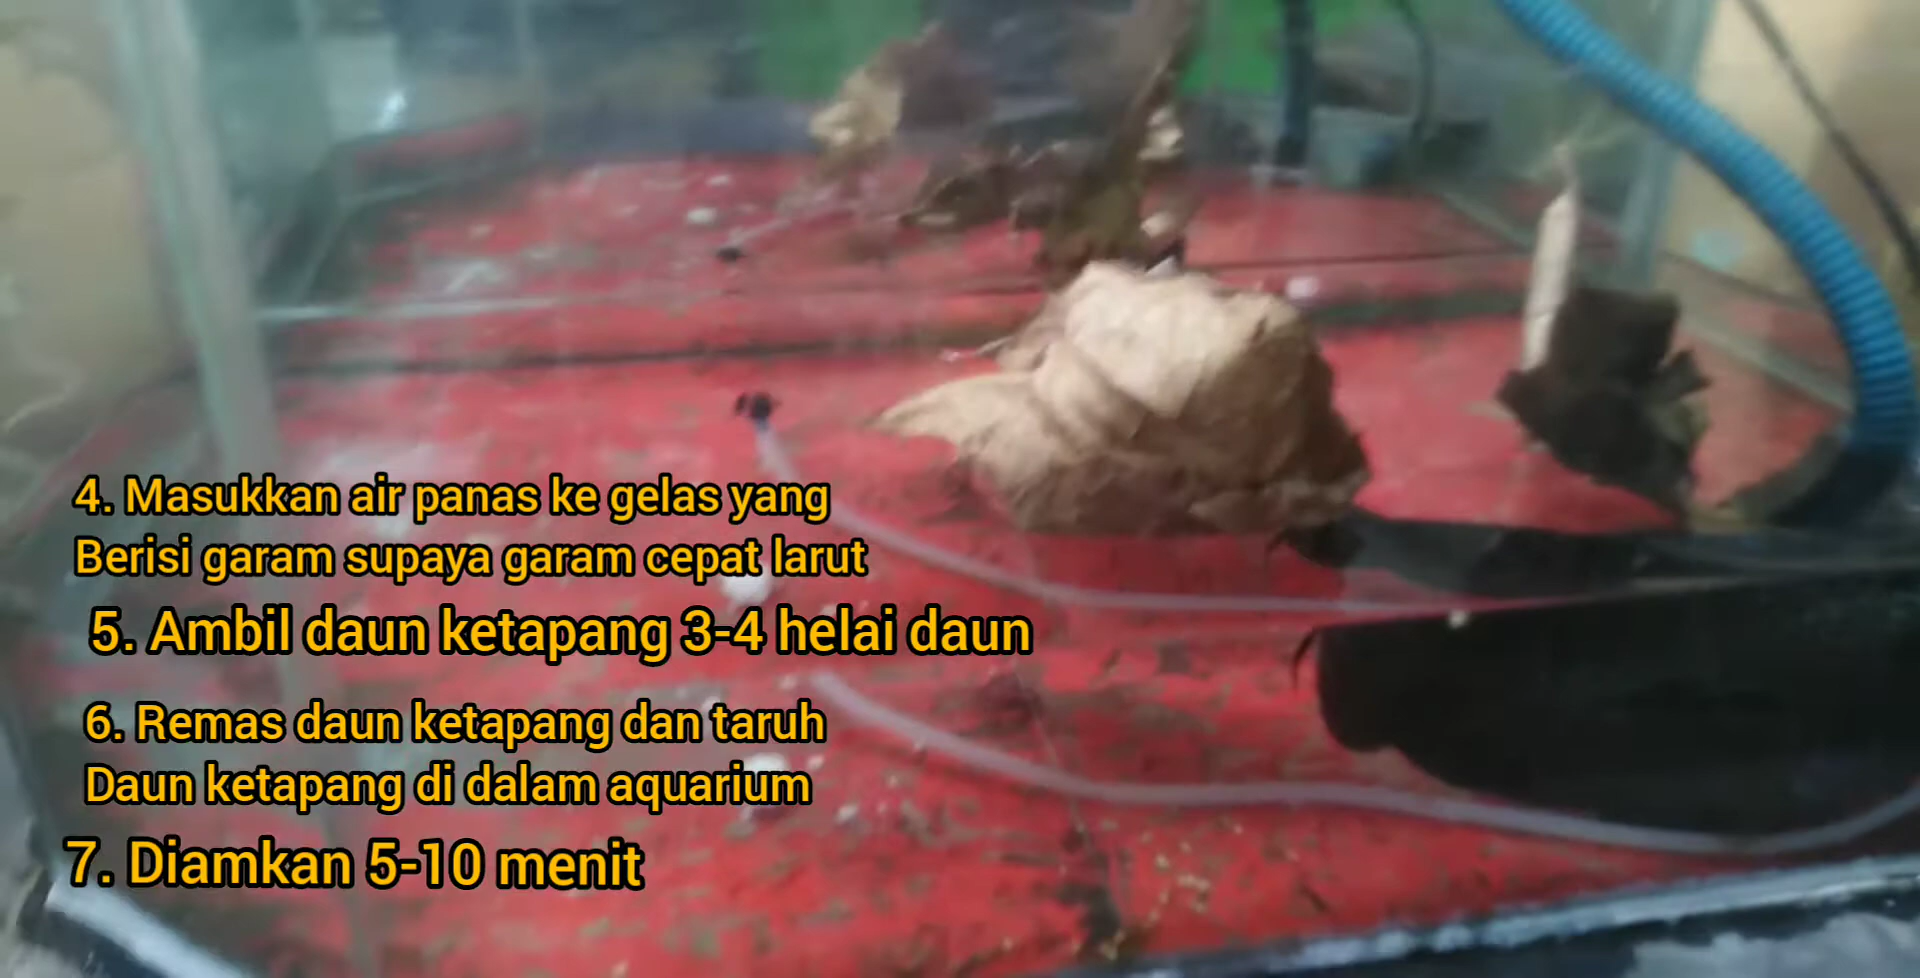 4. Masukkan air panas ke gelas yang
Berisi garam supaya garam cepat larut
5. Ambil daun ketapang 3-4 helai daun
6. Remas daun ketapang dan taruh
Daun ketapang di dalam aquarium
7. Diamkan 5-10 menit